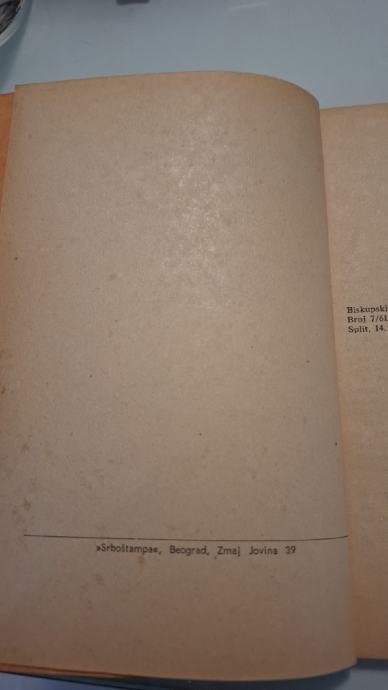 Biskupski
Broj 7/61
Split, 14.
»Srboštampa«, Beograd, Zmaj Jovina 39